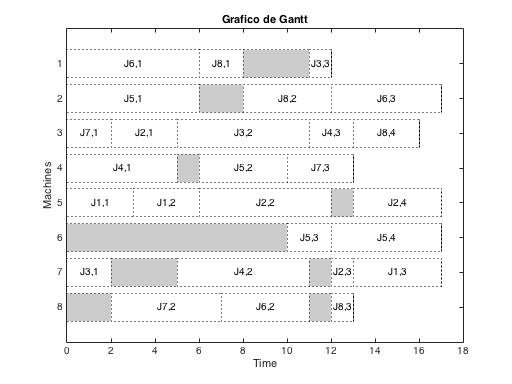 Grafico de Gantt
1 J6,1 J8,1 J3,3
2 J5,1 J8,2 J6,3
3 J7,1 J2,1 J3,2 J4,3 J8,4
4 J4,1 J5,2 J7,3
5 J1,1 J1,2 J2,2 J2,4
6 J5,3 J5,4
7 J3,1 J4,2 J2,3 J1,3
8 J7,2 J6,2 J8,3
Machines
0 2 4 6 8 10 12 14 16 18
Time